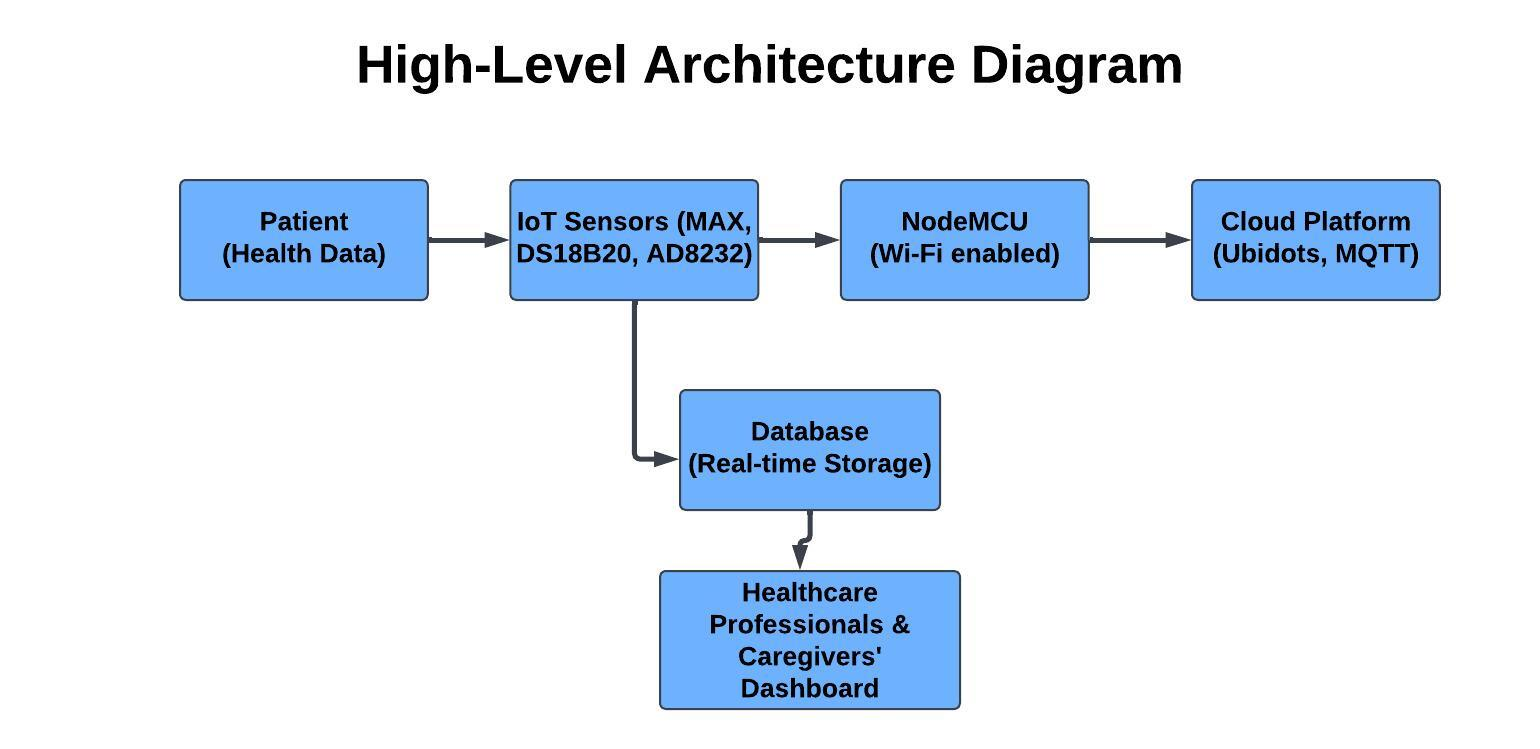 High-Level Architecture Diagram
Patient
(Health Data)
IoT Sensors (MAX,
DS18B20, AD8232)
NodeMCU
(Wi-Fi enabled)
Cloud Platform
(Ubidots, MQTT)
Database
(Real-time Storage)
Healthcare
Professionals &
Caregivers'
Dashboard